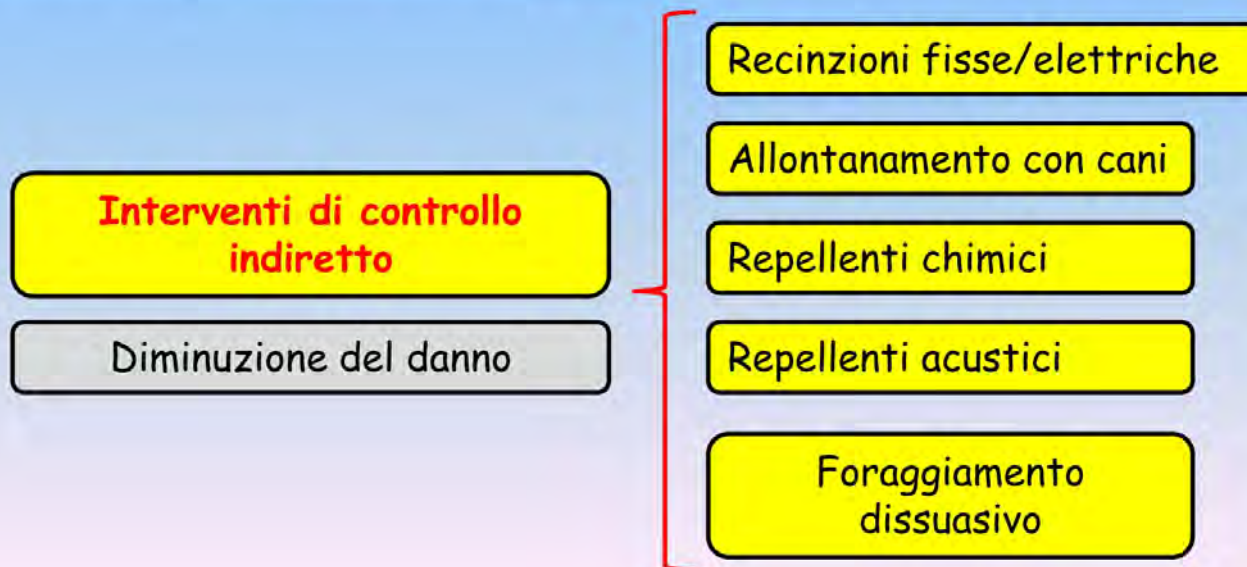 Interventi di controllo
indiretto
Diminuzione del danno
Recinzioni fisse/elettriche
Allontanamento con cani
Repellenti chimici
Repellenti acustici
Foraggiamento
dissuasivo